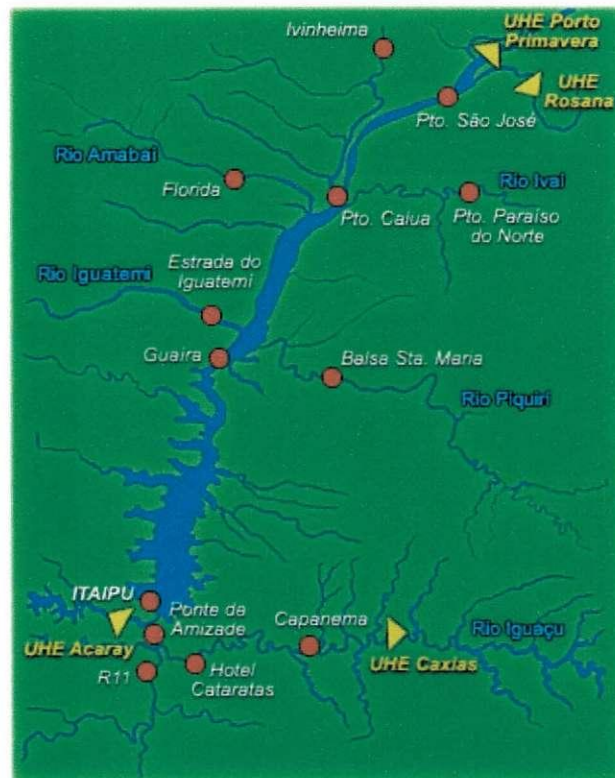 Ivinheima
UHE Porto
Primavera
UHE
Rosana
Pto. São José
Rio Amabai
Florida
Pto. Caiua
Rio Ivaí
Pto. Paraíso
do Norte
Estrada do
Iguatemi
Rio Iguatemi
Guaíra
Balsa Sta. Maria
Rio Piquiri
ITAIPU
Ponte da
Amizade
UHE Acaray
R11
Hotel
Cataratas
Capanema
UHE Caxias
Rio Iguaçu